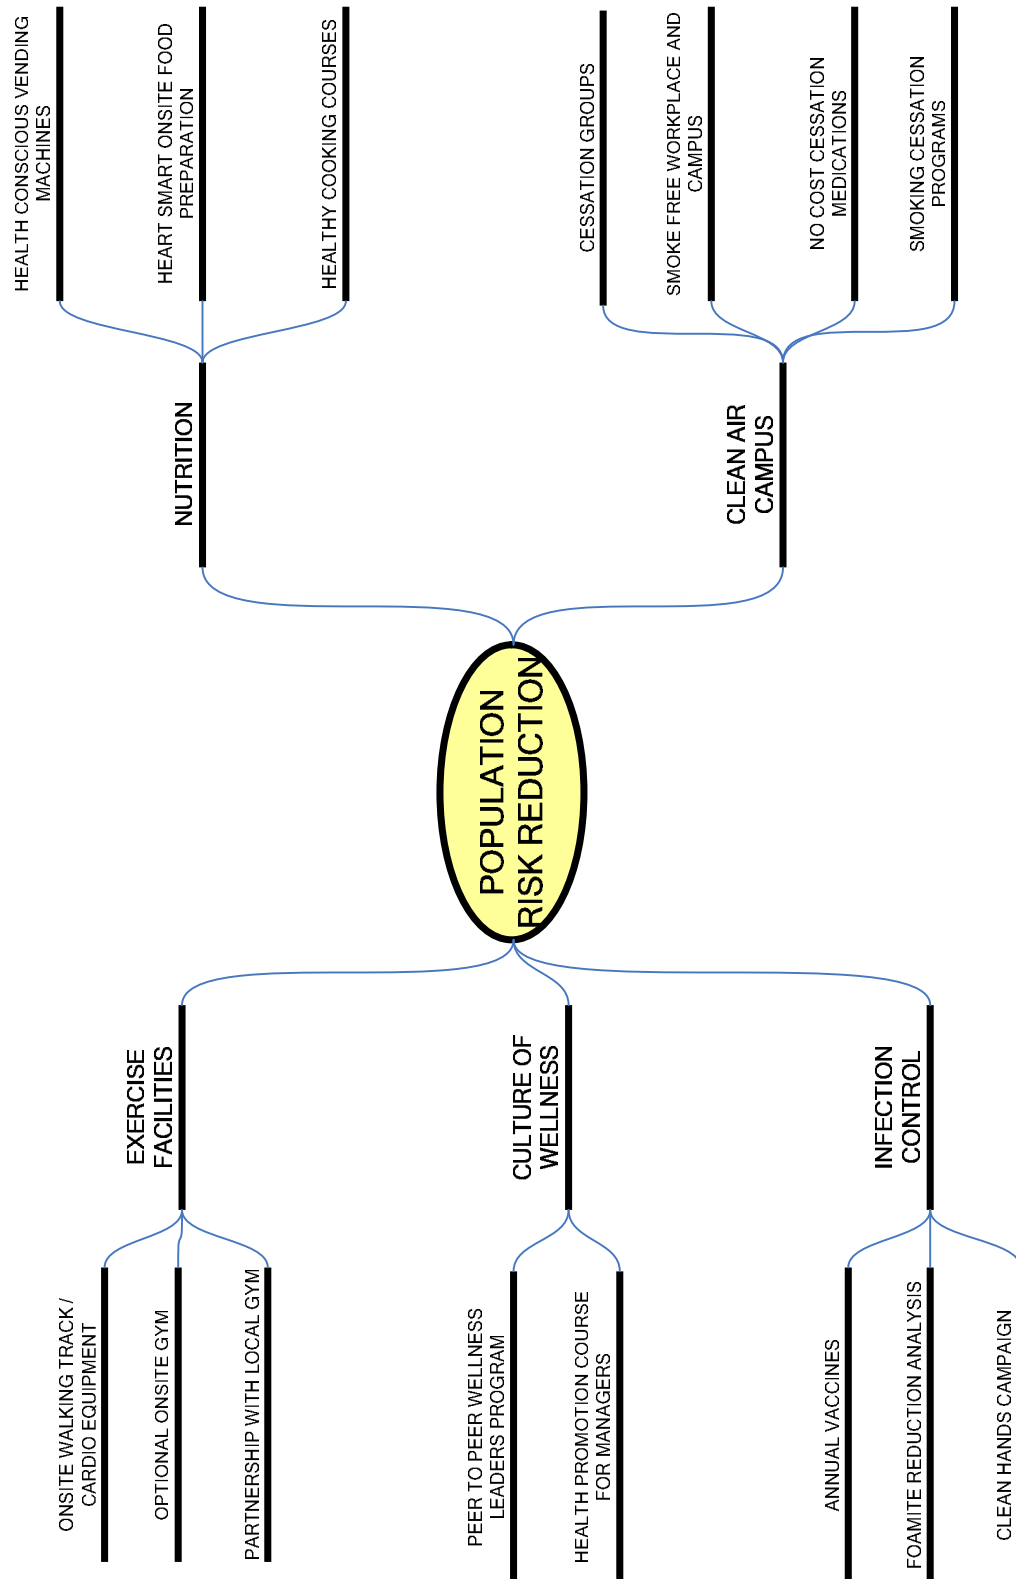 EXERCISE
FACILITIES
ONSITE WALKING TRACK /
CARDIO EQUIPMENT
OPTIONAL ONSITE GYM
PARTNERSHIP WITH LOCAL GYM
CULTURE OF
WELLNESS
PEER TO PEER WELLNESS
LEADERS PROGRAM
HEALTH PROMOTION COURSE
FOR MANAGERS
INFECTION
CONTROL
ANNUAL VACCINES
FOAMITE REDUCTION ANALYSIS
CLEAN HANDS CAMPAIGN
POPULATION
RISK REDUCTION
NUTRITION
HEALTH CONSCIOUS VENDING
MACHINES
HEART SMART ONSITE FOOD
PREPARATION
HEALTHY COOKING COURSES
CLEAN AIR
CAMPUS
CESSATION GROUPS
SMOKE FREE WORKPLACE AND
CAMPUS
NO COST CESSATION
MEDICATIONS
SMOKING CESSATION
PROGRAMS